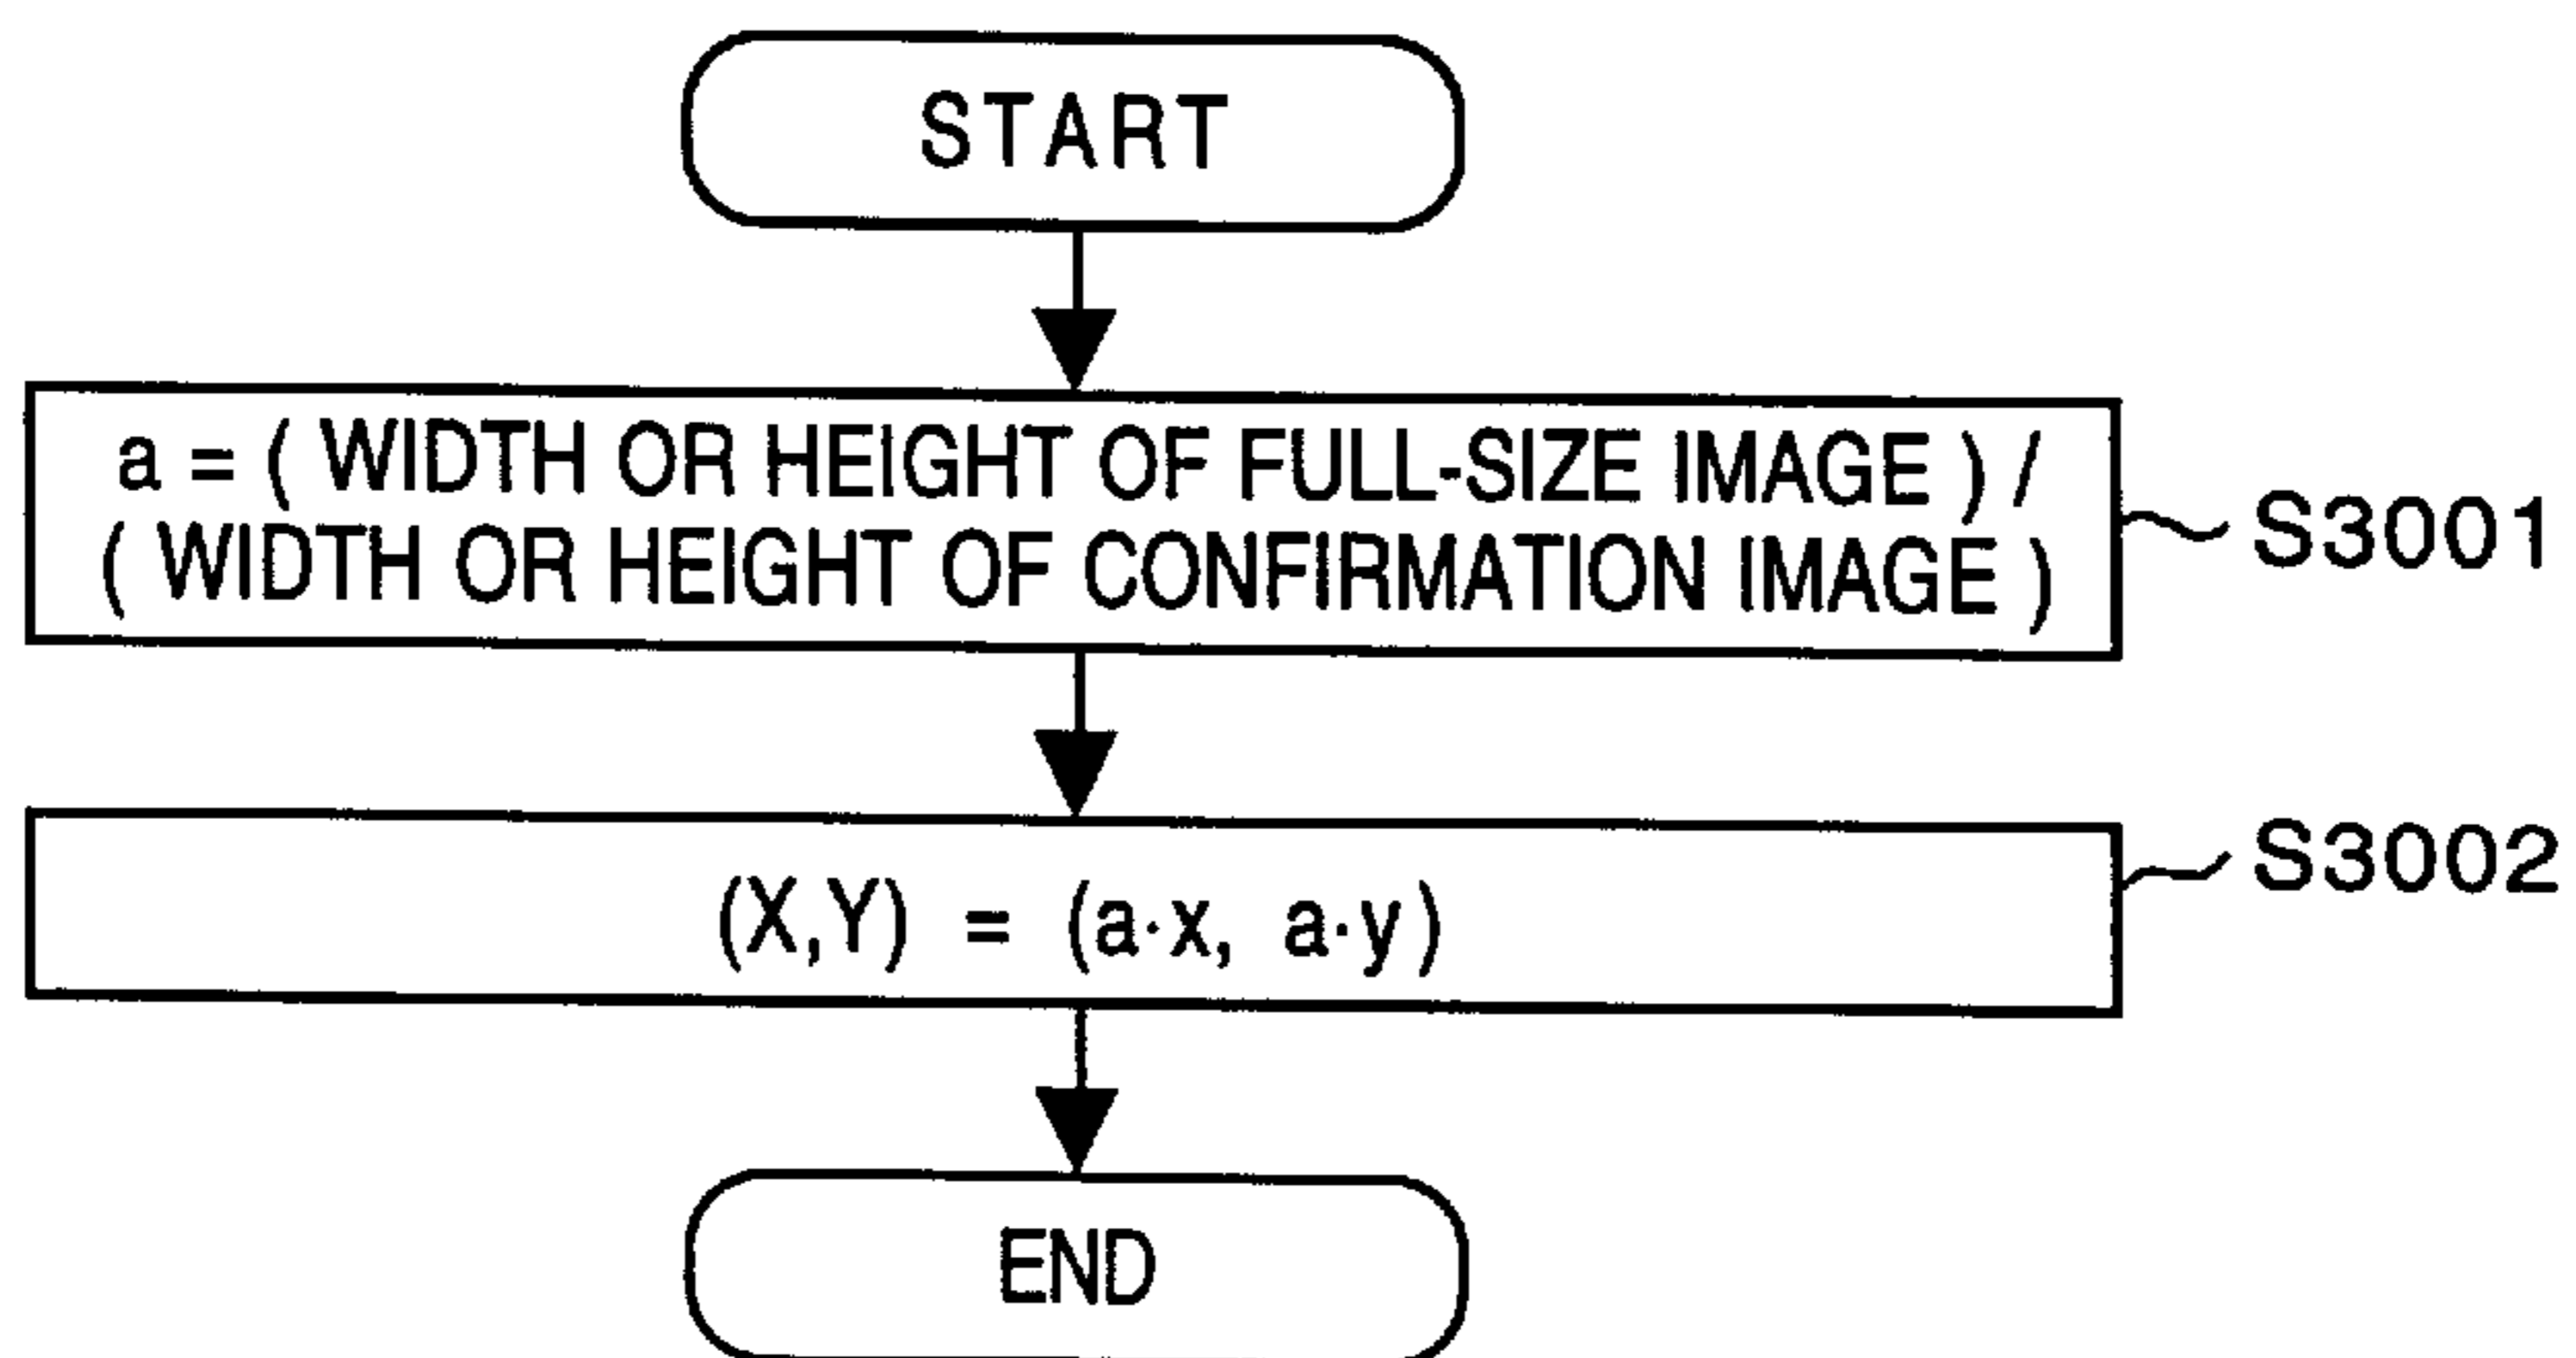 START
a = ( WIDTH OR HEIGHT OF FULL-SIZE IMAGE ) /
( WIDTH OR HEIGHT OF CONFIRMATION IMAGE )
S3001
S3002
(X,Y) = (a·x, a·y)
END